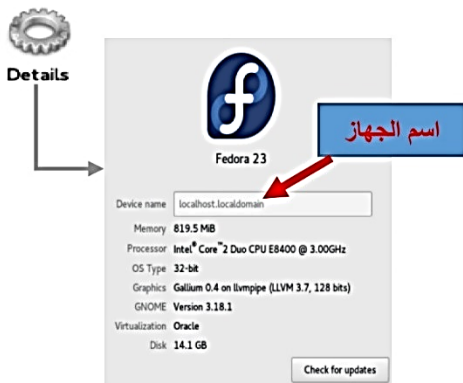 Details
Fedora 23
اسم الجهاز
Device name localhost.localdomain
Memory 819.5 MiB
Processor Intel® Core™2 Duo CPU E8400 @ 3.00GHz
OS Type 32-bit
Graphics Gallium 0.4 on llvmpipe (LLVM 3.7, 128 bits)
GNOME Version 3.18.1
Virtualization Oracle
Disk 14.1 GB
Check for updates